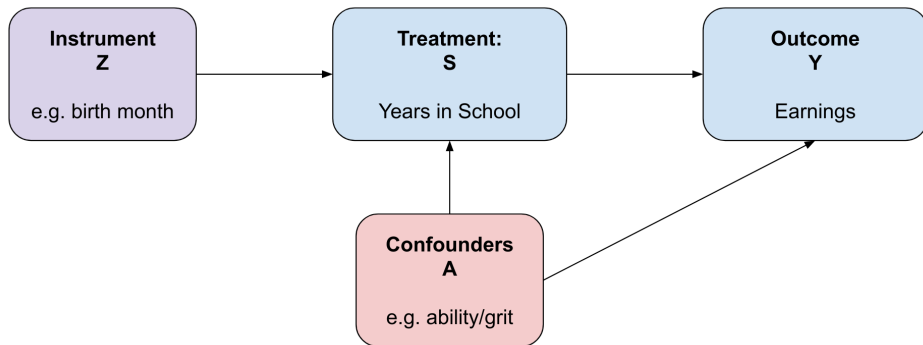 Instrument
Z
e.g. birth month
Treatment:
S
Years in School
Outcome
Y
Earnings
Confounders
A
e.g. ability/grit